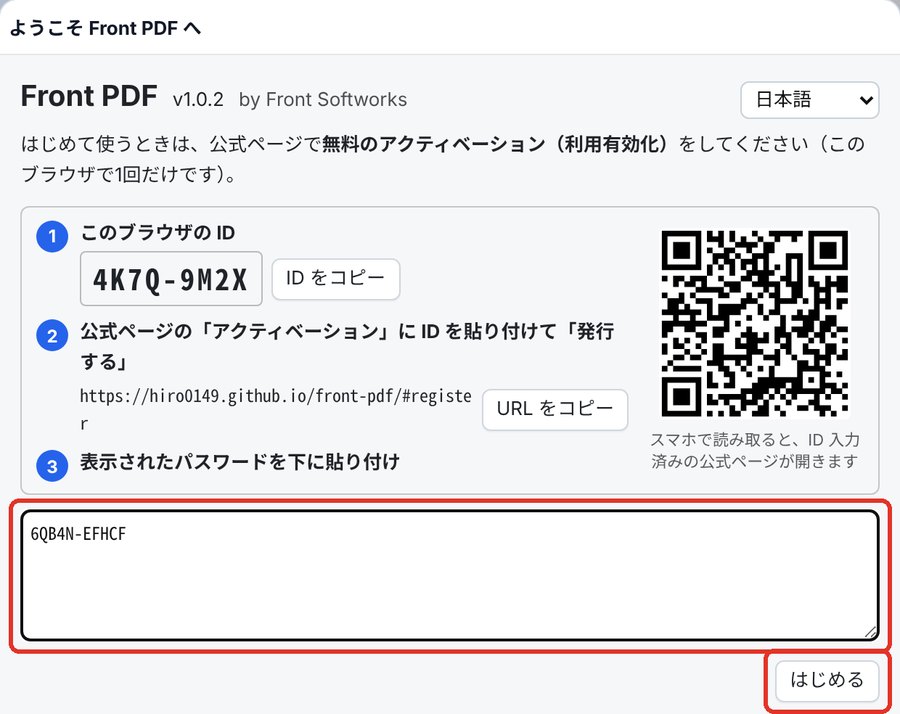 ようこそ Front PDF へ
Front PDF v1.0.2 by Front Softworks
日本語
はじめて使うときは、公式ページで無料のアクティベーション（利用有効化）をしてください（この
ブラウザで1回だけです）。
1 このブラウザの ID
4K7Q-9M2X ID をコピー
2 公式ページの「アクティベーション」に ID を貼り付けて「発行
する」
https://hiro0149.github.io/front-pdf/#registe
r
URL をコピー
3 表示されたパスワードを下に貼り付け
スマホで読み取ると、ID 入力
済みの公式ページが開きます
6QB4N-EFHCF
はじめる